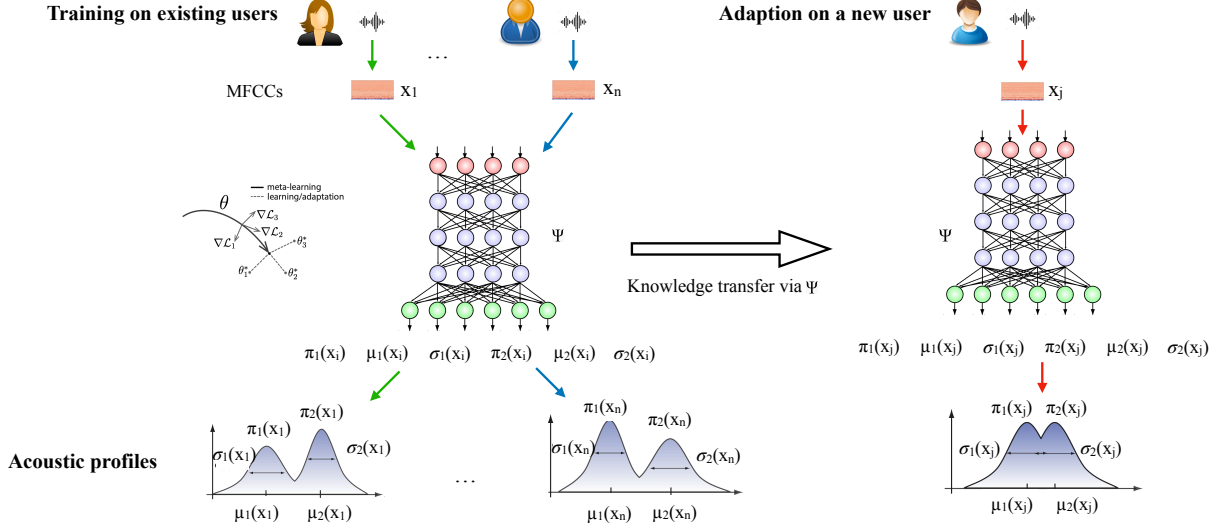 Training on existing users
Adaption on a new user
...
MFCCs
x1
xn
xj
meta-learning
learning/adaptation
θ
∇ℒ3
∇ℒ2
∇ℒ1
θ*3
θ*1
θ*2
Ψ
Ψ
Knowledge transfer via Ψ
π1(xi) μ1(xi) σ1(xi) π2(xi) μ2(xi) σ2(xi)
π1(xj) μ1(xj) σ1(xj) π2(xj) μ2(xj) σ2(xj)
Acoustic profiles
π1(x1)
π2(x1)
σ1(x1)
σ2(x1)
μ1(x1)
μ2(x1)
...
π1(xn)
π2(xn)
σ1(xn)
σ2(xn)
μ1(xn)
μ2(xn)
π1(xj)
π2(xj)
σ1(xj)
σ2(xj)
μ1(xj)
μ2(xj)